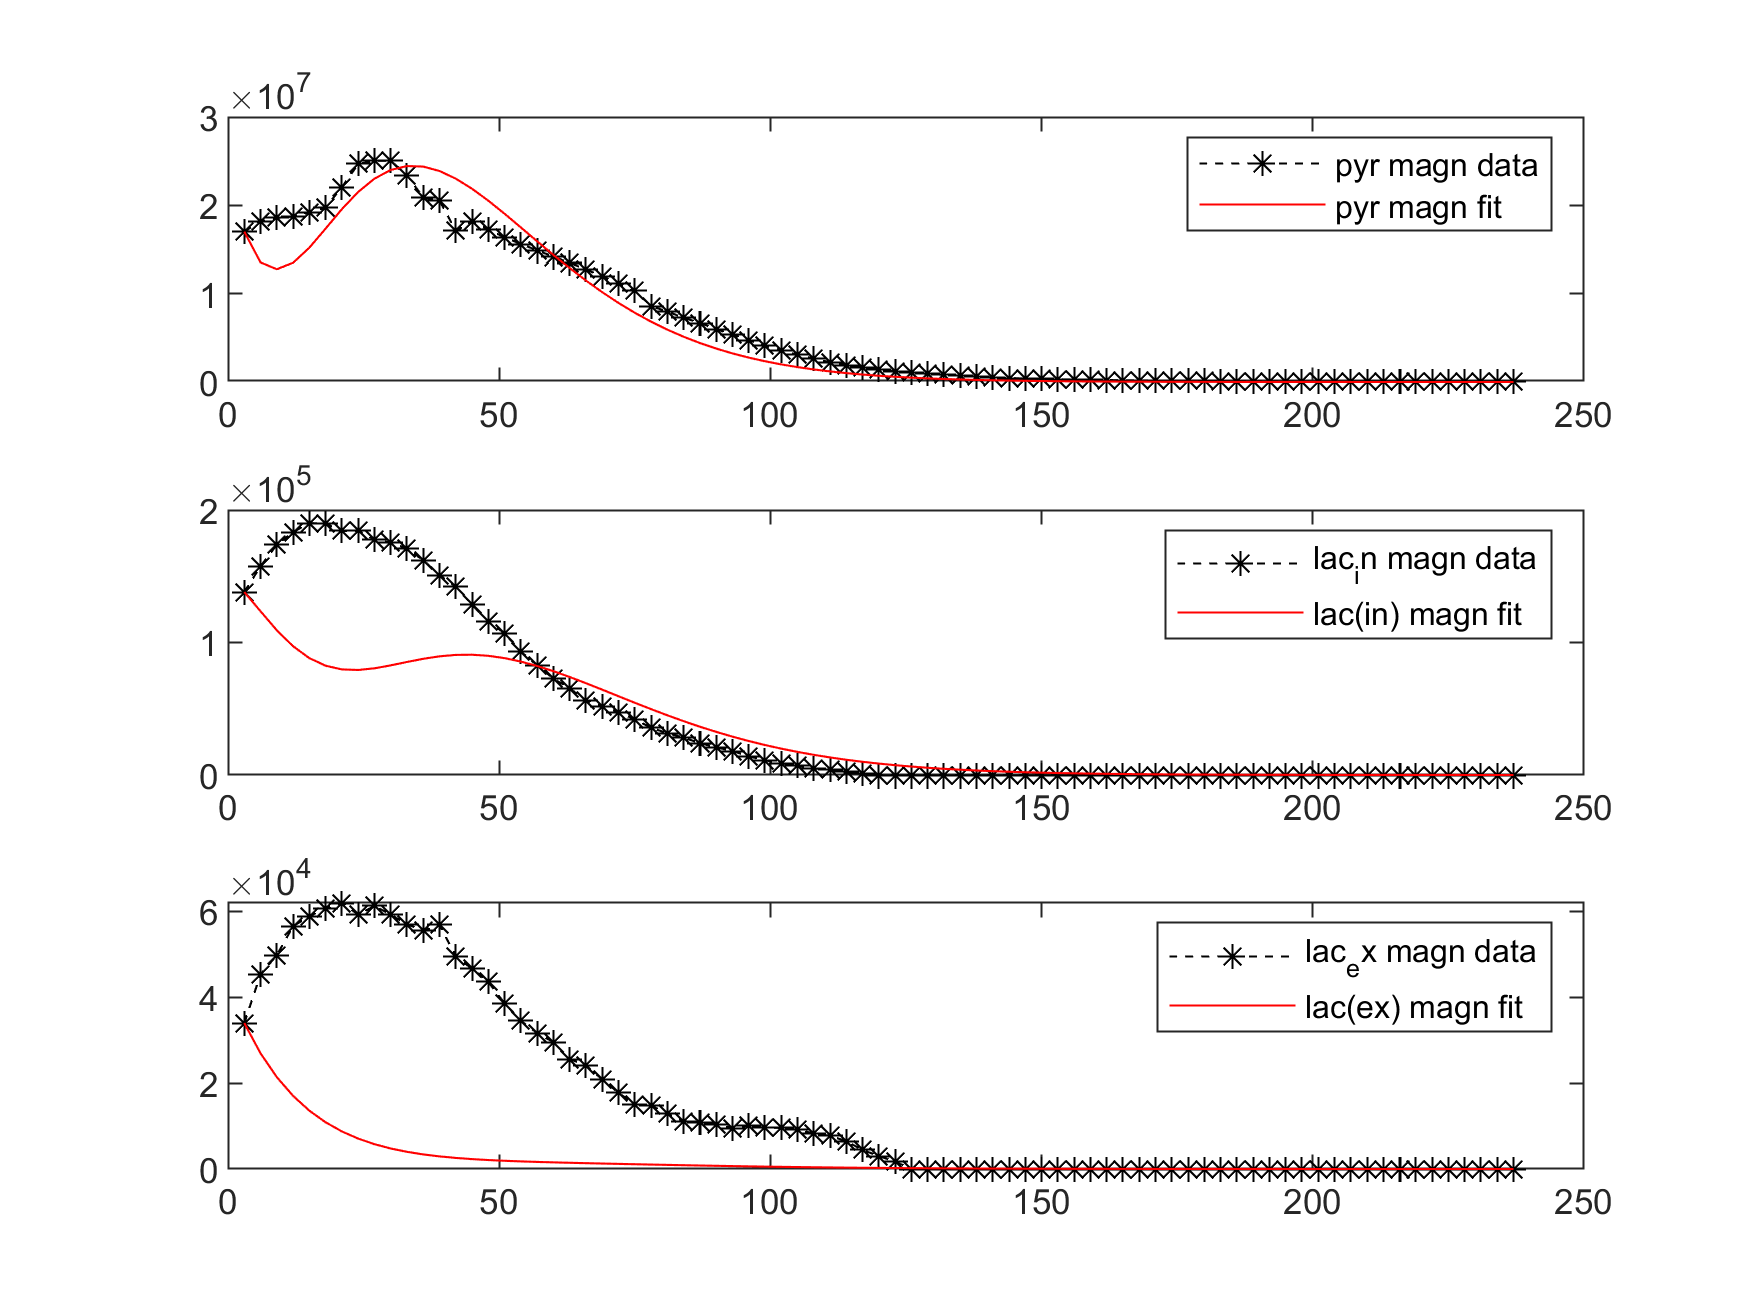 ×10^7
3
2
1
0
0 50 100 150 200 250
pyr magn data
pyr magn fit
×10^5
2
1
0
0 50 100 150 200 250
lac_in magn data
lac(in) magn fit
×10^4
6
4
2
0
0 50 100 150 200 250
lac_ex magn data
lac(ex) magn fit